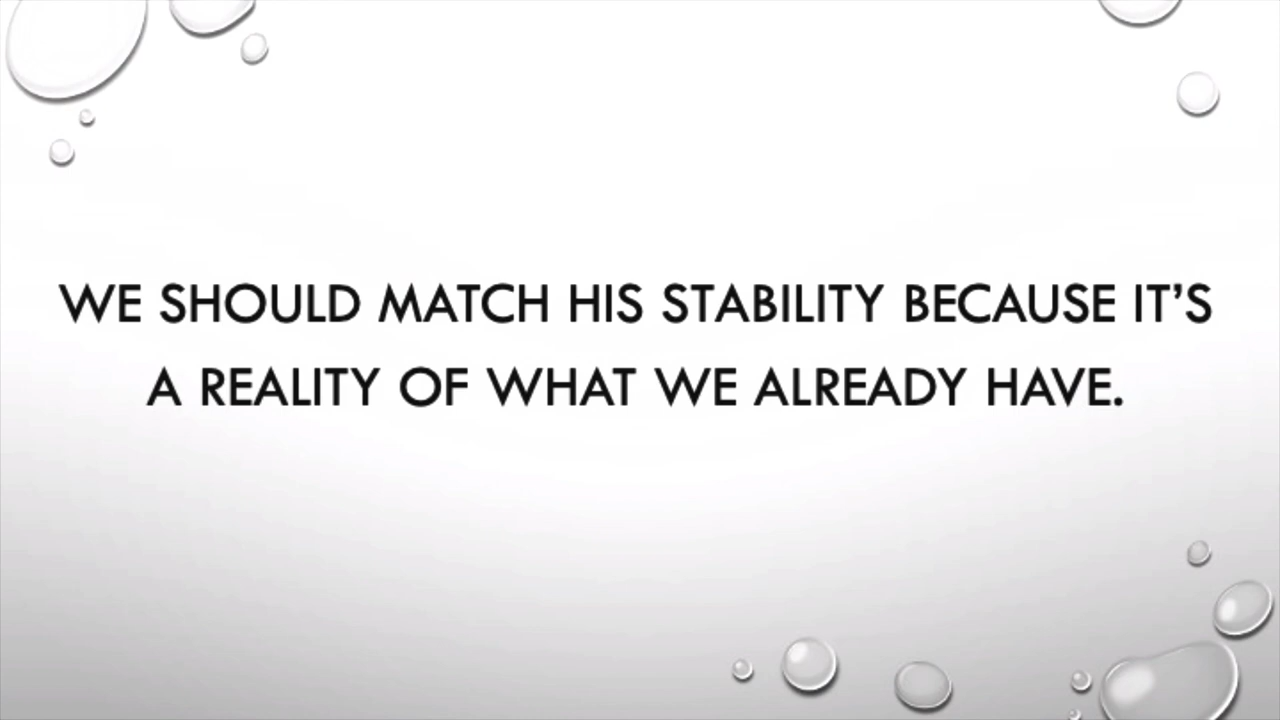 WE SHOULD MATCH HIS STABILITY BECAUSE IT’S
A REALITY OF WHAT WE ALREADY HAVE.